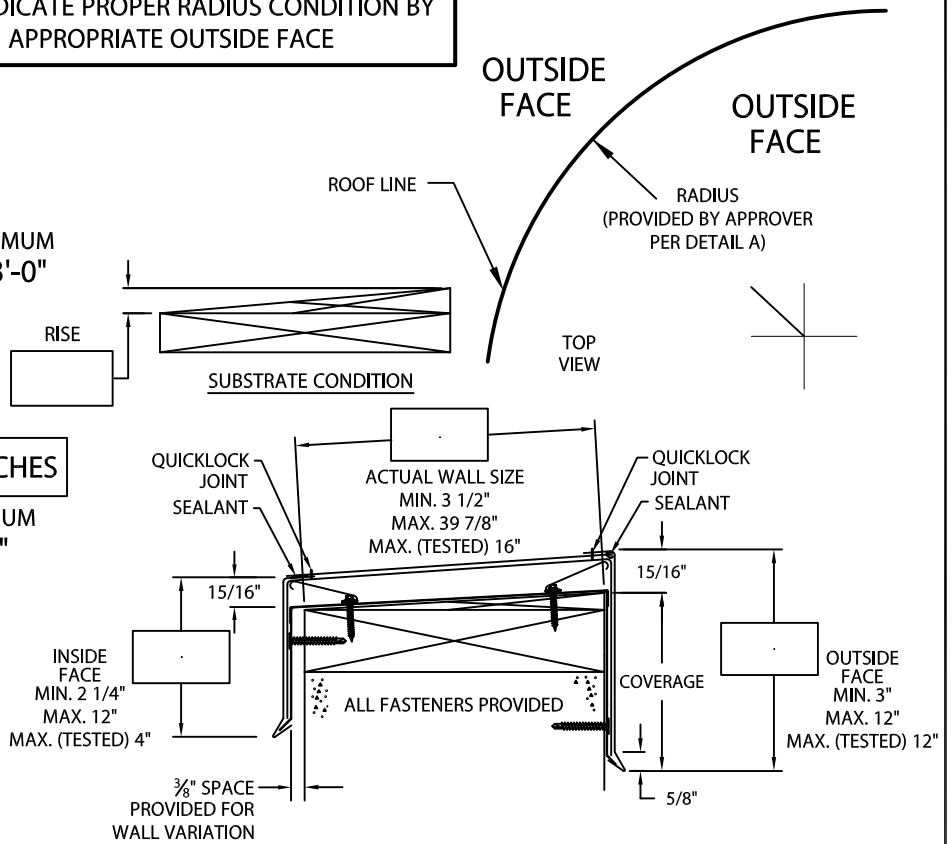 APPROPRIATE OUTSIDE FACE
OUTSIDE
FACE
OUTSIDE
FACE
ROOF LINE
RADIUS
(PROVIDED BY APPROVER
PER DETAIL A)
RISE
SUBSTRATE CONDITION
TOP
VIEW
QUICKLOCK
JOINT
SEALANT
ACTUAL WALL SIZE
MIN. 3 1/2"
MAX. 39 7/8"
MAX. (TESTED) 16"
QUICKLOCK
JOINT
SEALANT
15/16"
15/16"
INSIDE
FACE
MIN. 2 1/4"
MAX. 12"
MAX. (TESTED) 4"
ALL FASTENERS PROVIDED
COVERAGE
OUTSIDE
FACE
MIN. 3"
MAX. 12"
MAX. (TESTED) 12"
⅜" SPACE
PROVIDED FOR
WALL VARIATION
5/8"